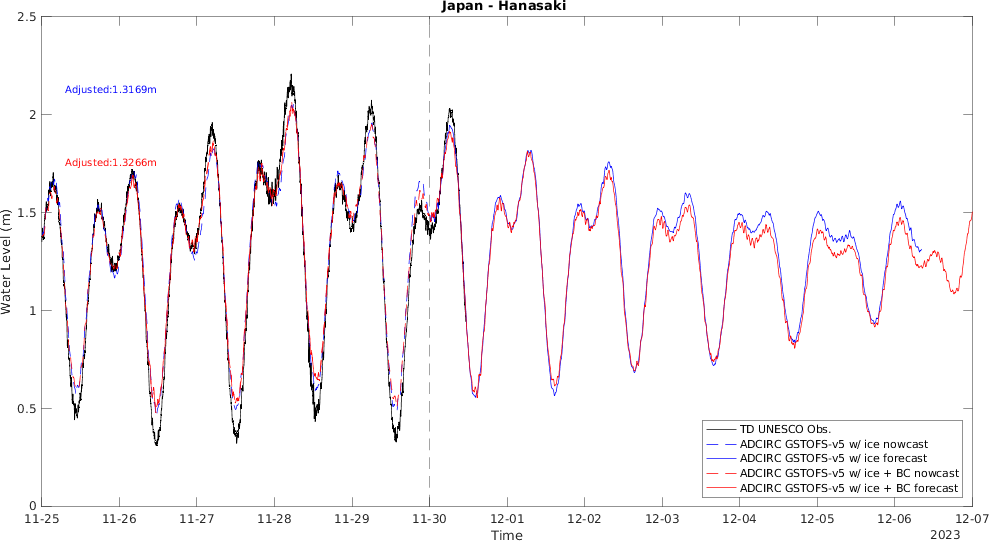 Japan - Hanasaki
2.5
Adjusted:1.3169m
2
Adjusted:1.3266m
1.5
Water Level (m)
1
0.5
TD UNESCO Obs.
ADCIRC GSTOFS-v5 w/ ice nowcast
ADCIRC GSTOFS-v5 w/ ice forecast
ADCIRC GSTOFS-v5 w/ ice + BC nowcast
ADCIRC GSTOFS-v5 w/ ice + BC forecast
0
11-25 11-26 11-27 11-28 11-29 11-30 12-01 12-02 12-03 12-04 12-05 12-06 12-07
Time
2023